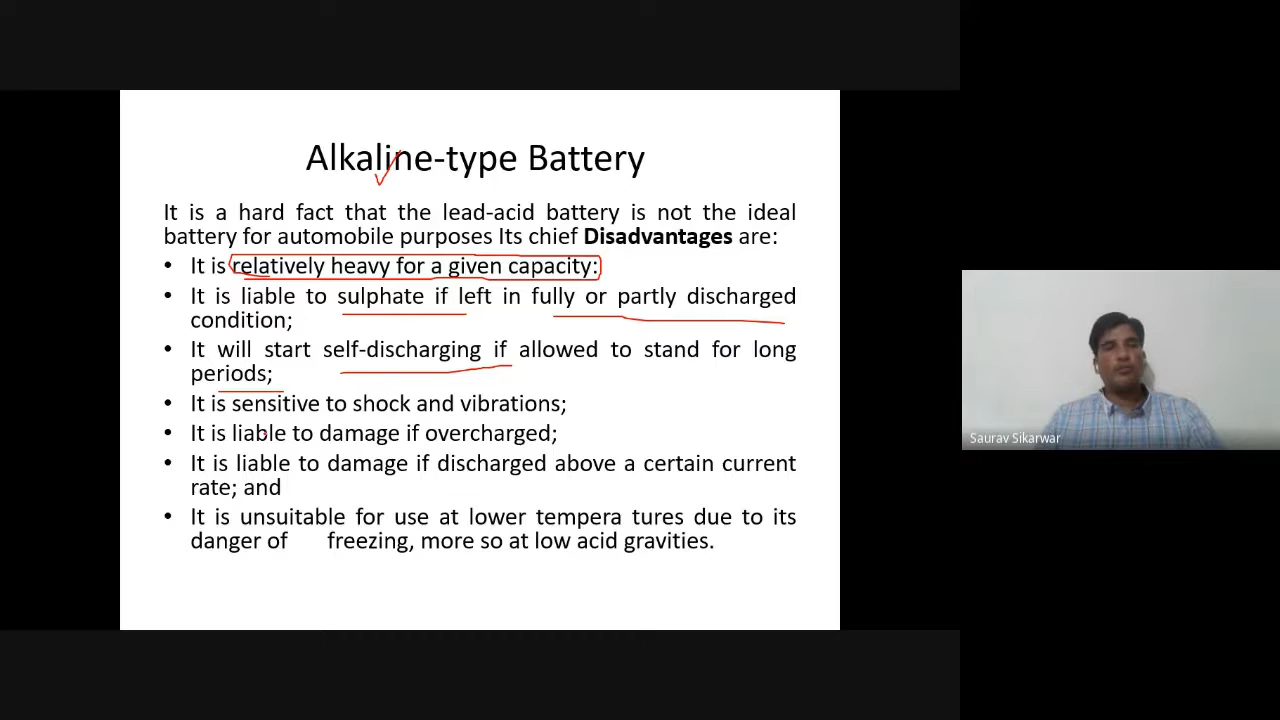 Alkaline-type Battery
It is a hard fact that the lead-acid battery is not the ideal
battery for automobile purposes Its chief Disadvantages are:
• It is relatively heavy for a given capacity:
• It is liable to sulphate if left in fully or partly discharged
condition;
• It will start self-discharging if allowed to stand for long
periods;
• It is sensitive to shock and vibrations;
• It is liable to damage if overcharged;
• It is liable to damage if discharged above a certain current
rate; and
• It is unsuitable for use at lower tempera tures due to its
danger of freezing, more so at low acid gravities.
Saurav Sikarwar